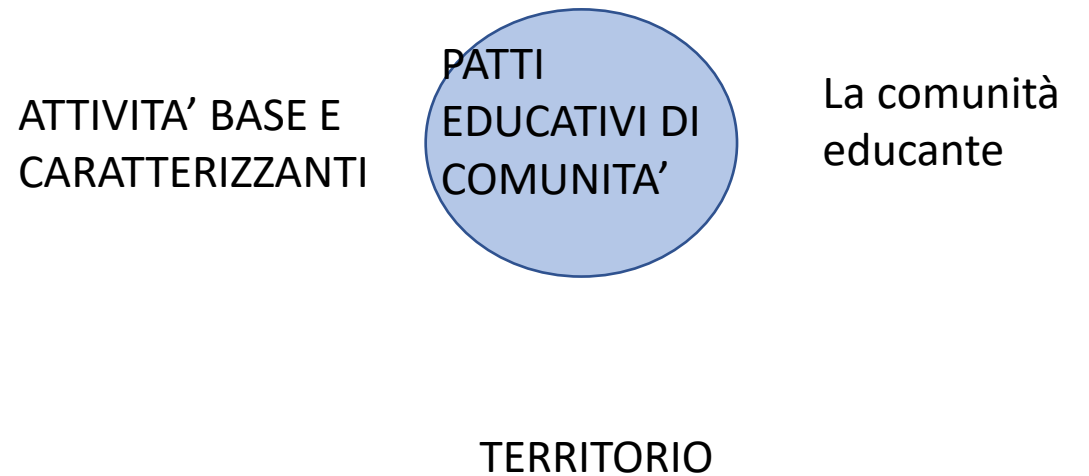 ATTIVITA’ BASE E
CARATTERIZZANTI
PATTI
EDUCATIVI DI
COMUNITA’
La comunità
educante
TERRITORIO